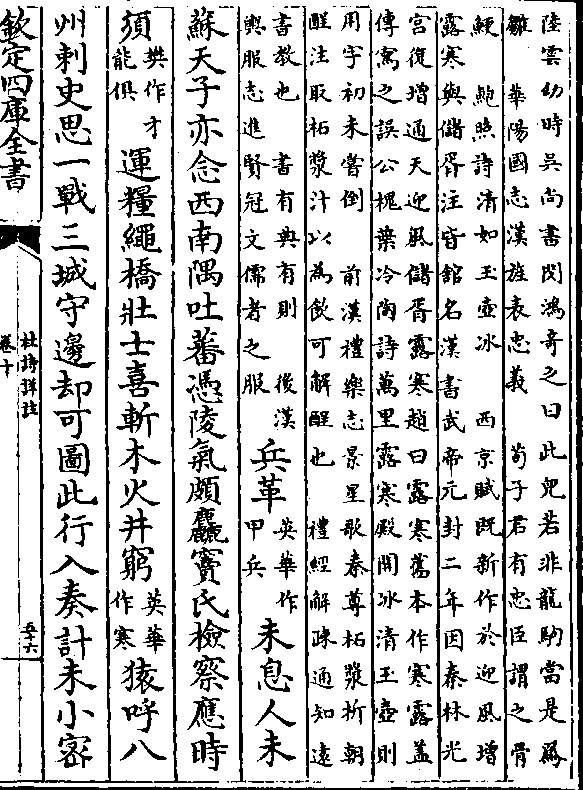 陸雲幼時吳尚書閔鴻奇之曰此兒若非龍駒當是鳳
雛 華陽國志漢旌表忠義 荀子君有忠臣謂之骨
鯁 鮑照詩清如玉壺冰 西京賦既新作於迎風增
露寒與儲胥注皆館名漢書武帝元封二年因秦林光
宮復增通天迎風儲胥露寒趙曰露寒舊本作寒露蓋
傳寫之誤公槐葉冷陶詩萬里露寒殿開冰清玉壺則
用字初未嘗倒 前漢禮樂志景星歌泰尊柘漿析朝
酲注取柘漿汁以為飲可解酲也 禮經解疎通知遠
書教也 書有典有則 後漢
輿服志進賢冠文儒者之服
兵革英華作甲兵未息人未
蘇天子亦念西南隅吐蕃憑陵氣頗麤竇氏檢察應時
須樊作才能俱運糧繩橋壯士喜斬木火井窮英華作寒猿呼八
州刺史思一戰三城守邊却可圖此行入奏計未小密
欽定四庫全書
杜詩詳註
卷十
五十六